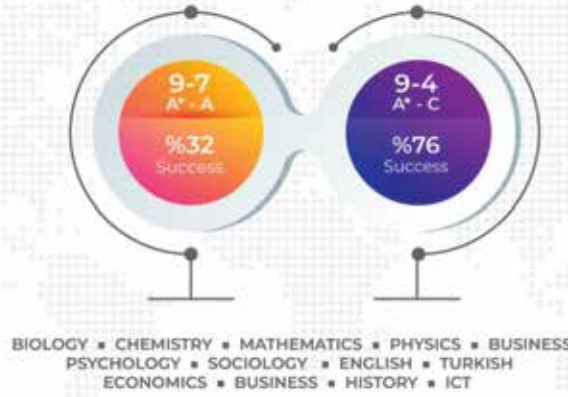 9-7
A* - A
%32
Success
9-4
A* - C
%76
Success
BIOLOGY ▪ CHEMISTRY ▪ MATHEMATICS ▪ PHYSICS ▪ BUSINESS
PSYCHOLOGY ▪ SOCIOLOGY ▪ ENGLISH ▪ TURKISH
ECONOMICS ▪ BUSINESS ▪ HISTORY ▪ ICT